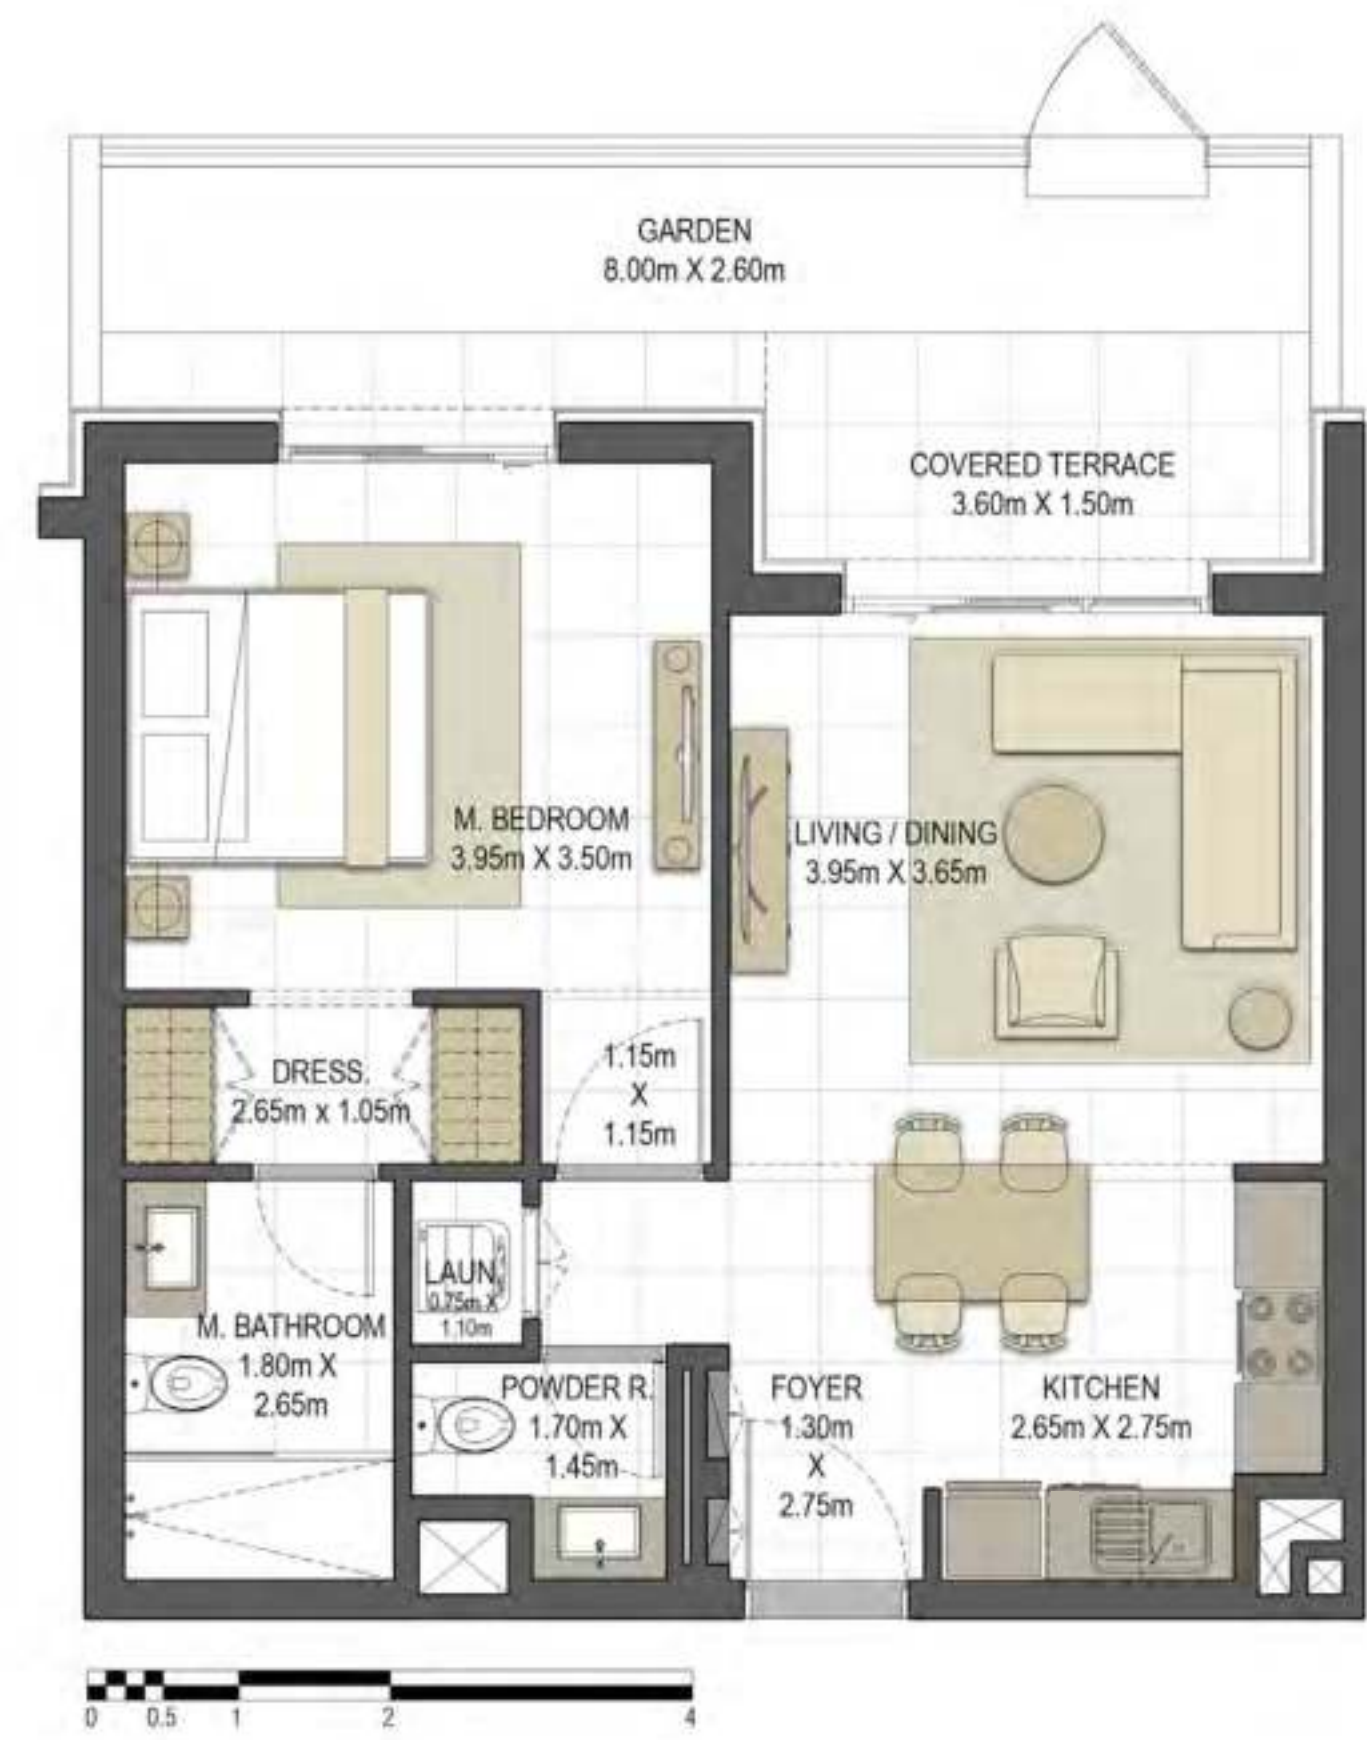 GARDEN
8.00m X 2.60m
COVERED TERRACE
3.60m X 1.50m
M. BEDROOM
3.95m X 3.50m
LIVING / DINING
3.95m X 3.65m
DRESS.
2.65m x 1.05m
1.15m
X
1.15m
LAUN.
0.75m X
1.10m
M. BATHROOM
1.80m X
2.65m
POWDER R.
1.70m X
1.45m
FOYER
1.30m
X
2.75m
KITCHEN
2.65m X 2.75m
0 0.5 1 2 4